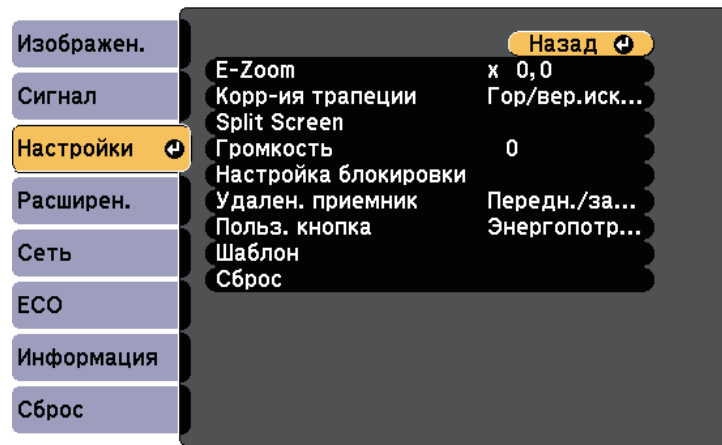 Изображен.
Сигнал
Настройки
Расширен.
Сеть
ECO
Информация
Сброс
Назад
E-Zoom x 0,0
Корр-ия трапеции Гор/вер.иск...
Split Screen
Громкость 0
Настройка блокировки
Удален. приемник Передн./за...
Польз. кнопка Энергопотр...
Шаблон
Сброс